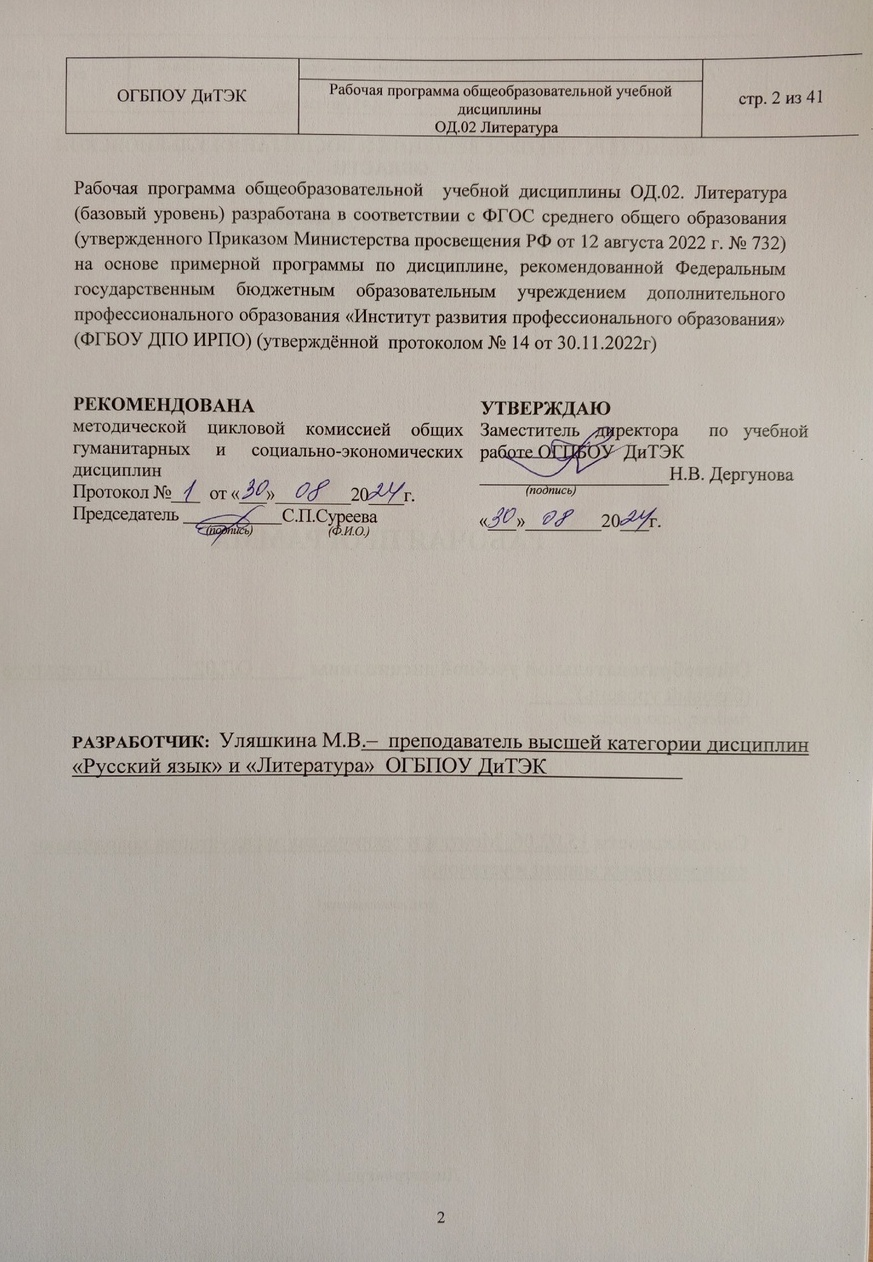 ОГБПОУ ДиТЭК
Рабочая программа общеобразовательной учебной
дисциплины
ОД.02 Литература
стр. 2 из 41
Рабочая программа общеобразовательной учебной дисциплины ОД.02. Литература
(базовый уровень) разработана в соответствии с ФГОС среднего общего образования
(утвержденного Приказом Министерства просвещения РФ от 12 августа 2022 г. № 732)
на основе примерной программы по дисциплине, рекомендованной Федеральным
государственным бюджетным образовательным учреждением дополнительного
профессионального образования «Институт развития профессионального образования»
(ФГБОУ ДПО ИРПО) (утверждённой протоколом № 14 от 30.11.2022г)
РЕКОМЕНДОВАНА
методической цикловой комиссией общих
гуманитарных и социально-экономических
дисциплин
Протокол № 1 от «30» 08 2024 г.
Председатель С.П.Суреева
(подпись) (Ф.И.О.)
УТВЕРЖДАЮ
Заместитель директора по учебной
работе ОГПБОУ ДиТЭК
Н.В. Дергунова
(подпись)
«30» 08 2024г.
РАЗРАБОТЧИК: Уляшкина М.В.– преподаватель высшей категории дисциплин
«Русский язык» и «Литература» ОГБПОУ ДиТЭК
2